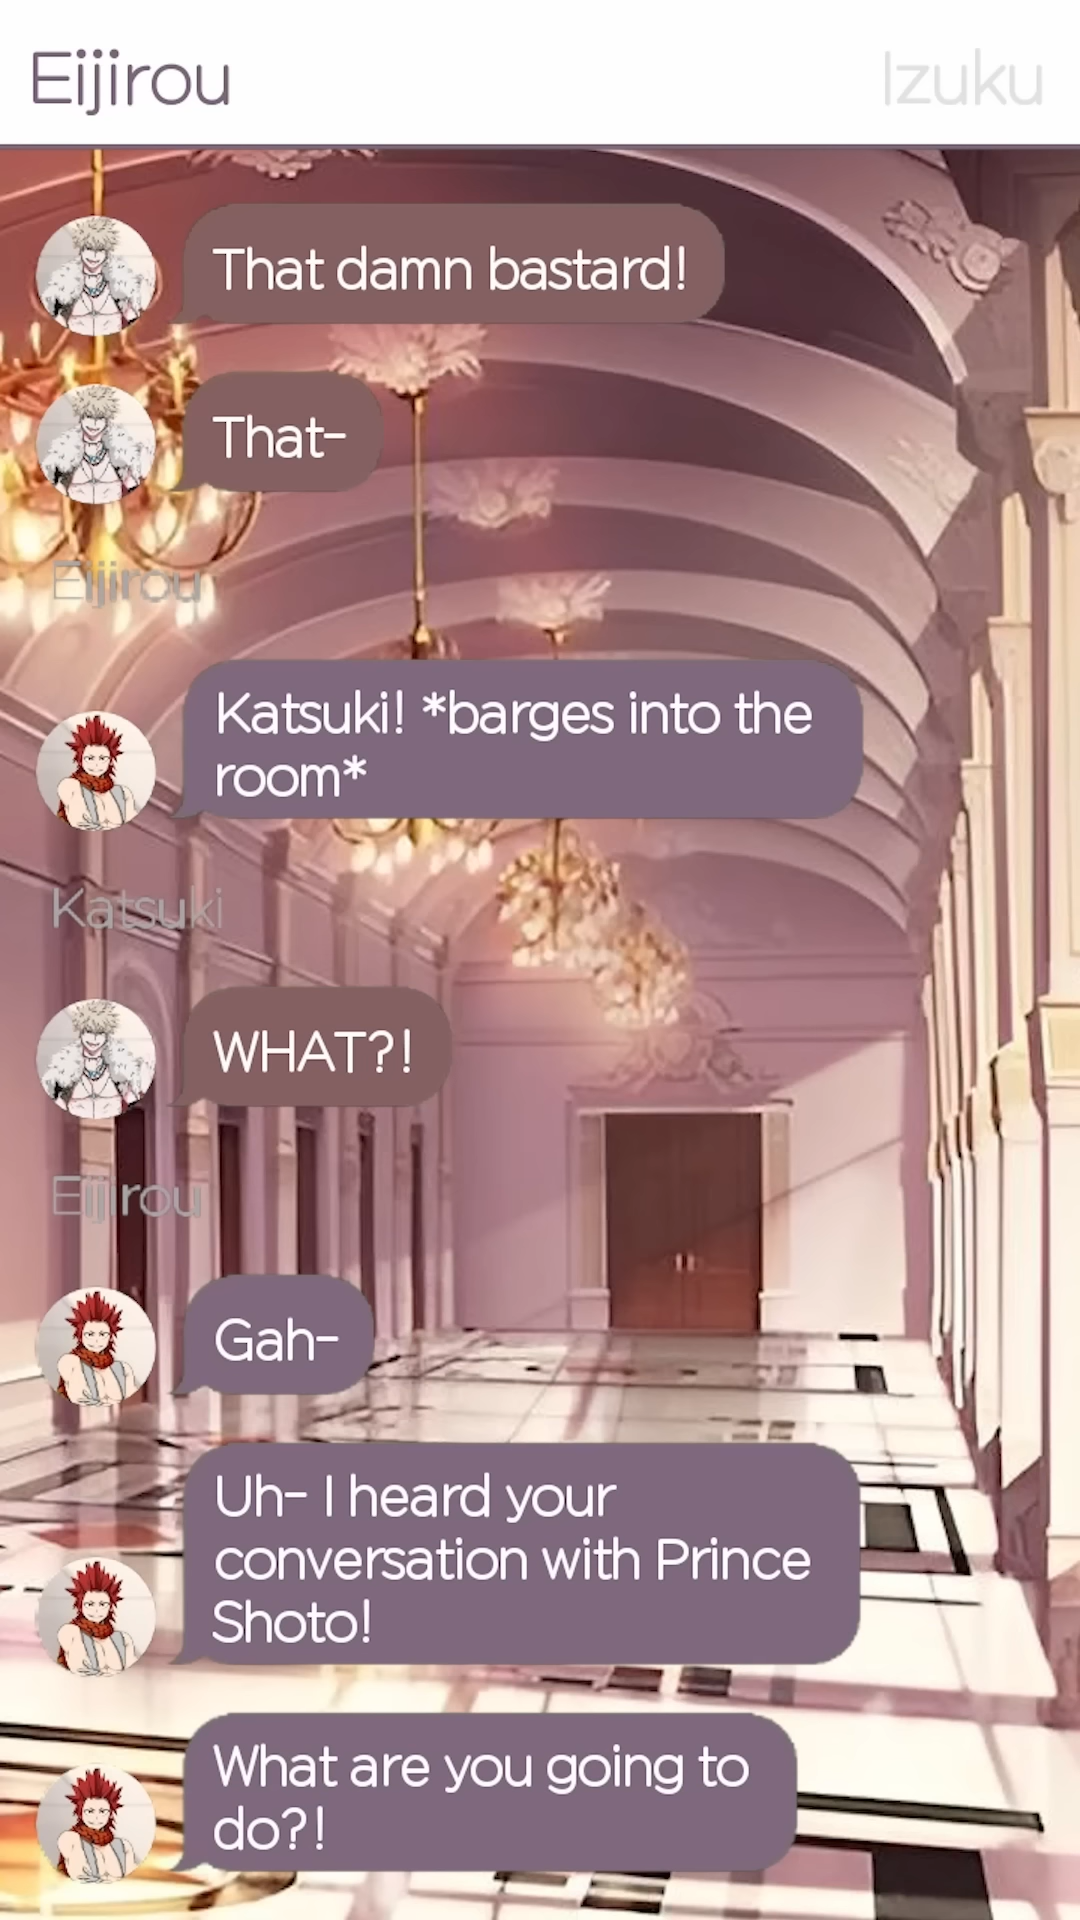 Eijirou
Izuku
That damn bastard!
That-
Eijirou
Katsuki! *barges into the
room*
Katsuki
WHAT?!
Eijirou
Gah-
Uh- I heard your
conversation with Prince
Shoto!
What are you going to
do?!